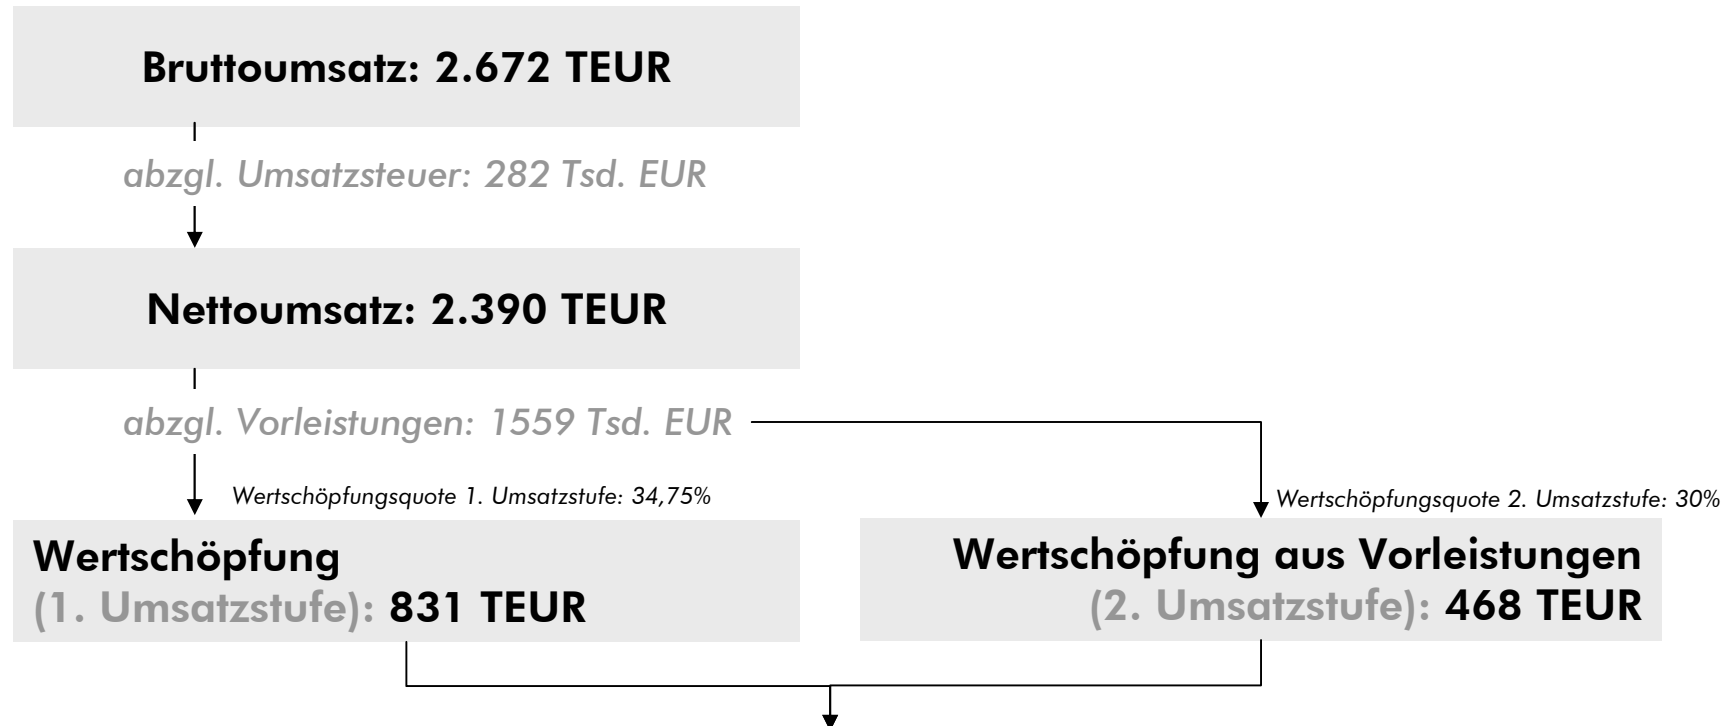 Bruttoumsatz: 2.672 TEUR
abzgl. Umsatzsteuer: 282 Tsd. EUR
Nettoumsatz: 2.390 TEUR
abzgl. Vorleistungen: 1559 Tsd. EUR
Wertschöpfungsquote 1. Umsatzstufe: 34,75%
Wertschöpfung
(1. Umsatzstufe): 831 TEUR
Wertschöpfungsquote 2. Umsatzstufe: 30%
Wertschöpfung aus Vorleistungen
(2. Umsatzstufe): 468 TEUR